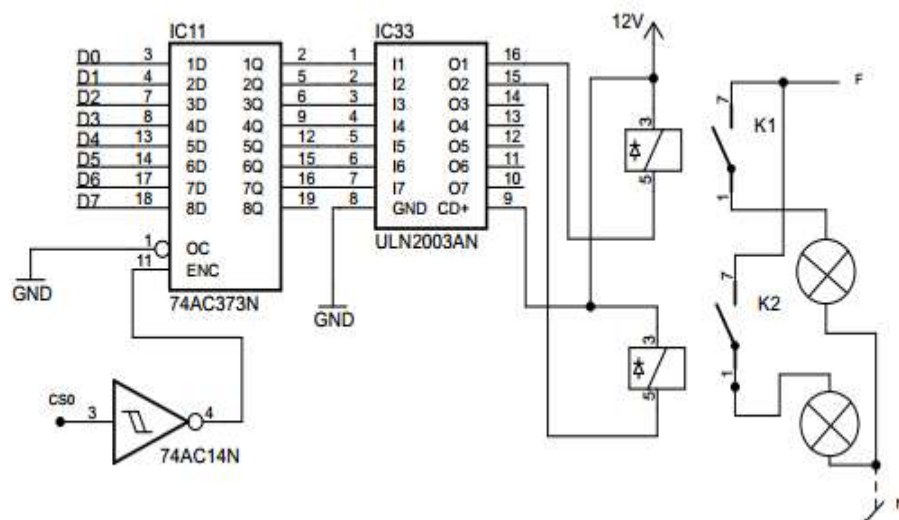 IC11 IC33 12V
D0 3 1D 1Q 2 1 I1 O1 16
D1 4 2D 2Q 5 2 I2 O2 15
D2 7 3D 3Q 6 3 I3 O3 14
D3 8 4D 4Q 9 4 I4 O4 13
D4 13 5D 5Q 12 5 I5 O5 12
D5 14 6D 6Q 15 6 I6 O6 11
D6 17 7D 7Q 16 7 I7 O7 10
D7 18 8D 8Q 19 8 GND CD+ 9
1 OC
11 ENC
GND
74AC373N
ULN2003AN
GND
CS0 3 4
74AC14N
3
5
3
5
F
7
K1
1
7
K2
1